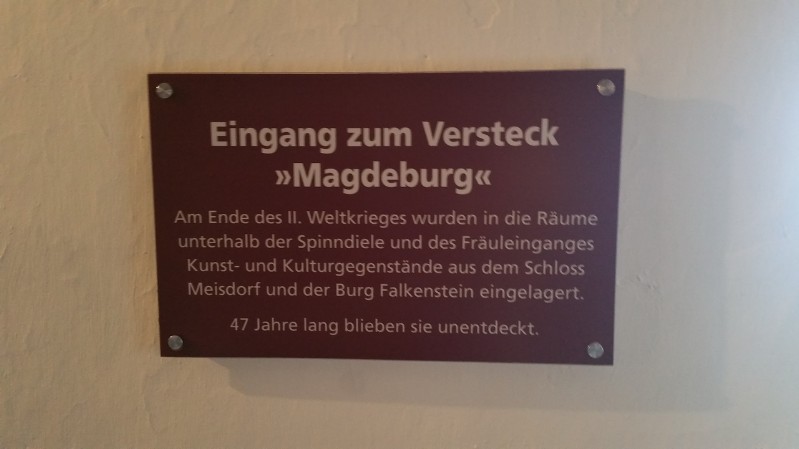 Eingang zum Versteck
»Magdeburg«
Am Ende des II. Weltkrieges wurden in die Räume
unterhalb der Spinndiele und des Fräuleinganges
Kunst- und Kulturgegenstände aus dem Schloss
Meisdorf und der Burg Falkenstein eingelagert.
47 Jahre lang blieben sie unentdeckt.